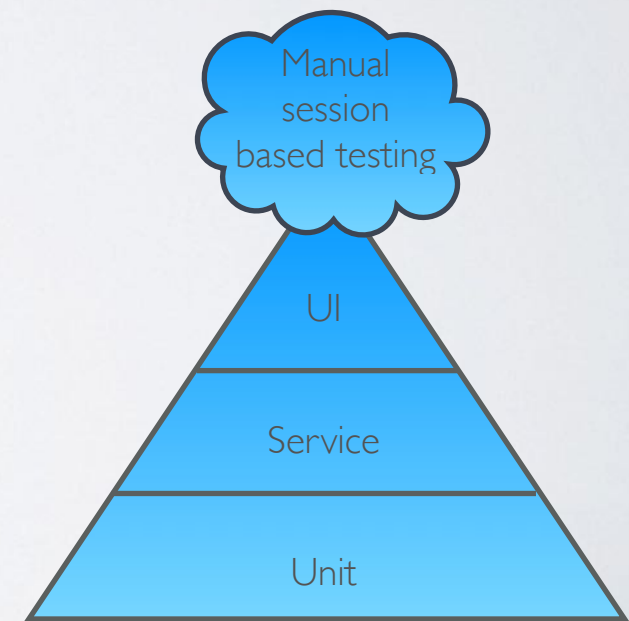 Manual
session
based testing
UI
Service
Unit